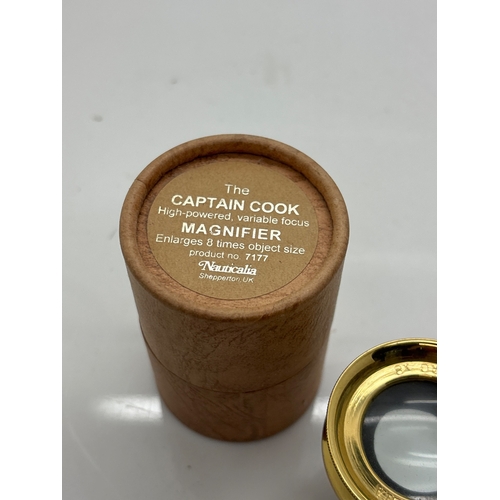 The
CAPTAIN COOK
High-powered, variable focus
MAGNIFIER
Enlarges 8 times object size
product no. 7177
Nauticalia
Shepperton, UK